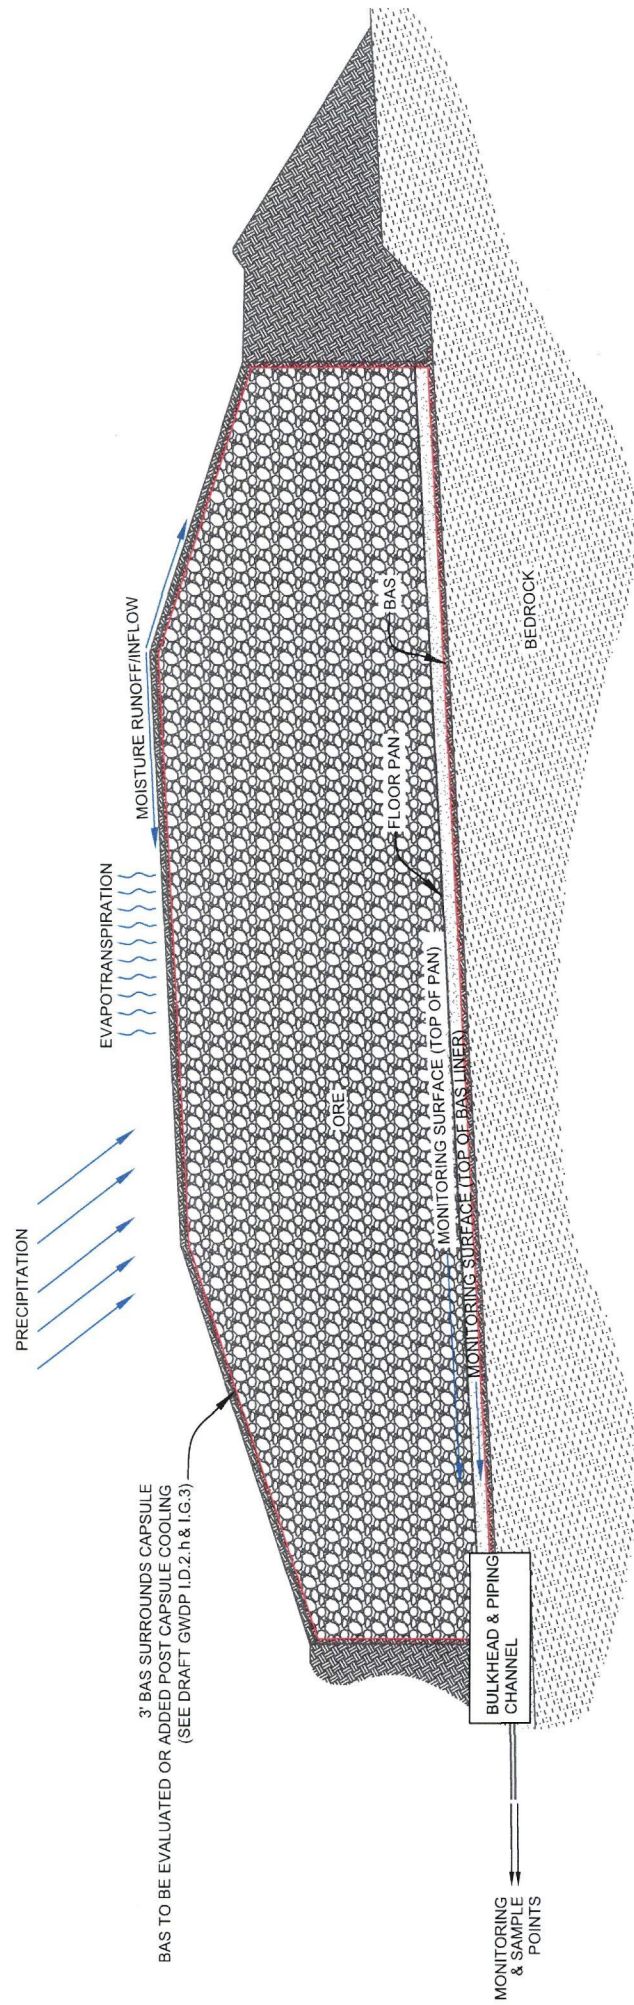 PRECIPITATION
EVAPOTRANSPIRATION
MOISTURE RUNOFF/INFLOW
3' BAS SURROUNDS CAPSULE
BAS TO BE EVALUATED OR ADDED POST CAPSULE COOLING
(SEE DRAFT GWDP I.D.2.h & I.G.3)
ORE
MONITORING SURFACE (TOP OF PAN)
MONITORING SURFACE (TOP OF BAS LINER)
FLOOR PAN
BAS
BEDROCK
BULKHEAD & PIPING
CHANNEL
MONITORING
& SAMPLE
POINTS